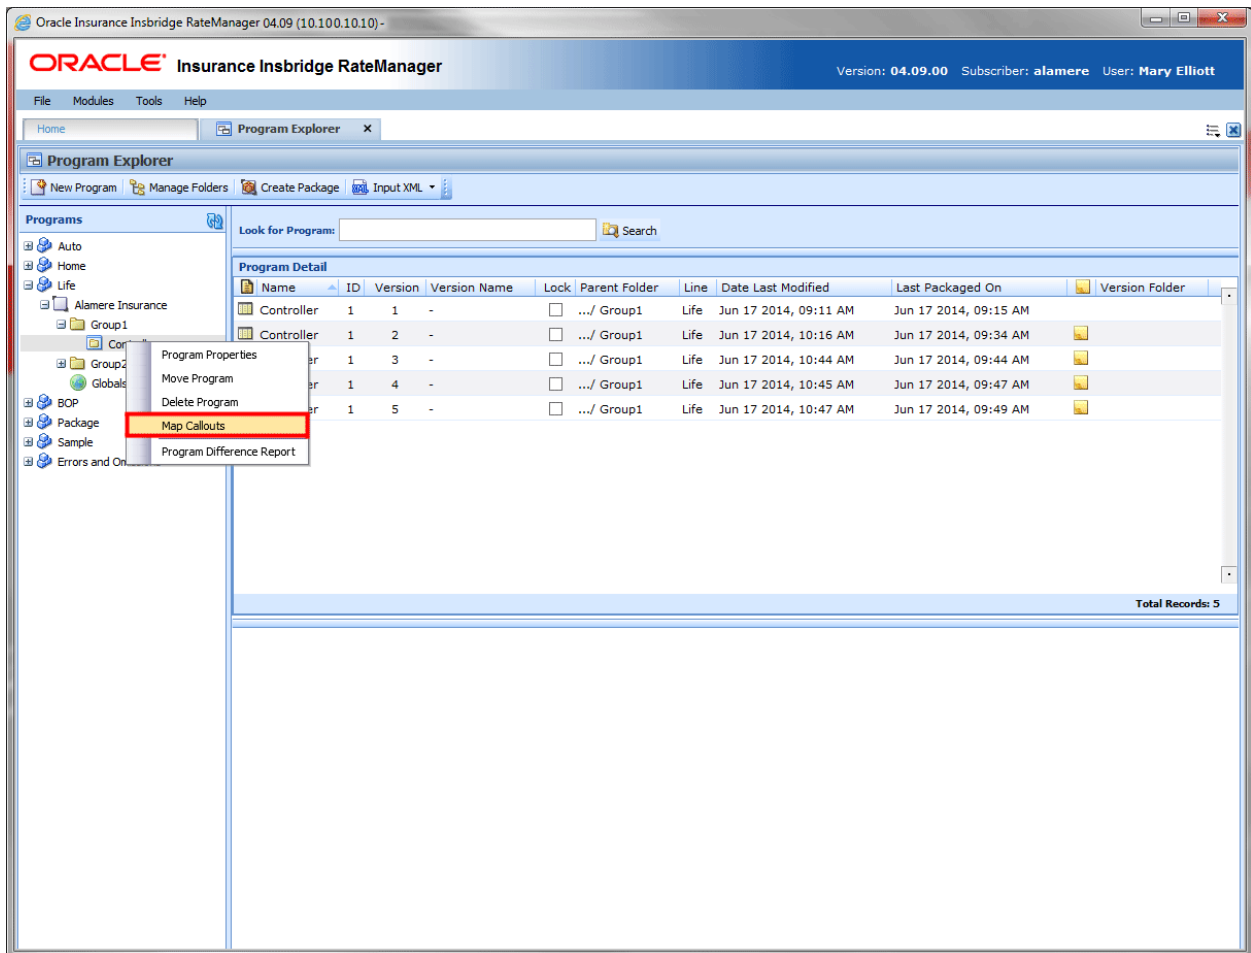 Oracle Insurance Insbridge RateManager 04.09 (10.100.10.10) -
ORACLE Insurance Insbridge RateManager
Version: 04.09.00 Subscriber: alamere User: Mary Elliott
File Modules Tools Help
Home Program Explorer
Program Explorer
New Program Manage Folders Create Package Input XML
Programs
Auto
Home
Life
Alamere Insurance
Group1
Group2
Globals
BOP
Package
Sample
Errors and
Program Properties
Move Program
Delete Program
Map Callouts
Program Difference Report
Look for Program: Search
Program Detail
Name ID Version Version Name Lock Parent Folder Line Date Last Modified Last Packaged On Version Folder
Controller 1 1 - .../ Group1 Life Jun 17 2014, 09:11 AM Jun 17 2014, 09:15 AM
Controller 1 2 - .../ Group1 Life Jun 17 2014, 10:16 AM Jun 17 2014, 09:34 AM
er 1 3 - .../ Group1 Life Jun 17 2014, 10:44 AM Jun 17 2014, 09:44 AM
1 4 - .../ Group1 Life Jun 17 2014, 10:45 AM Jun 17 2014, 09:47 AM
er 1 5 - .../ Group1 Life Jun 17 2014, 10:47 AM Jun 17 2014, 09:49 AM
Total Records: 5